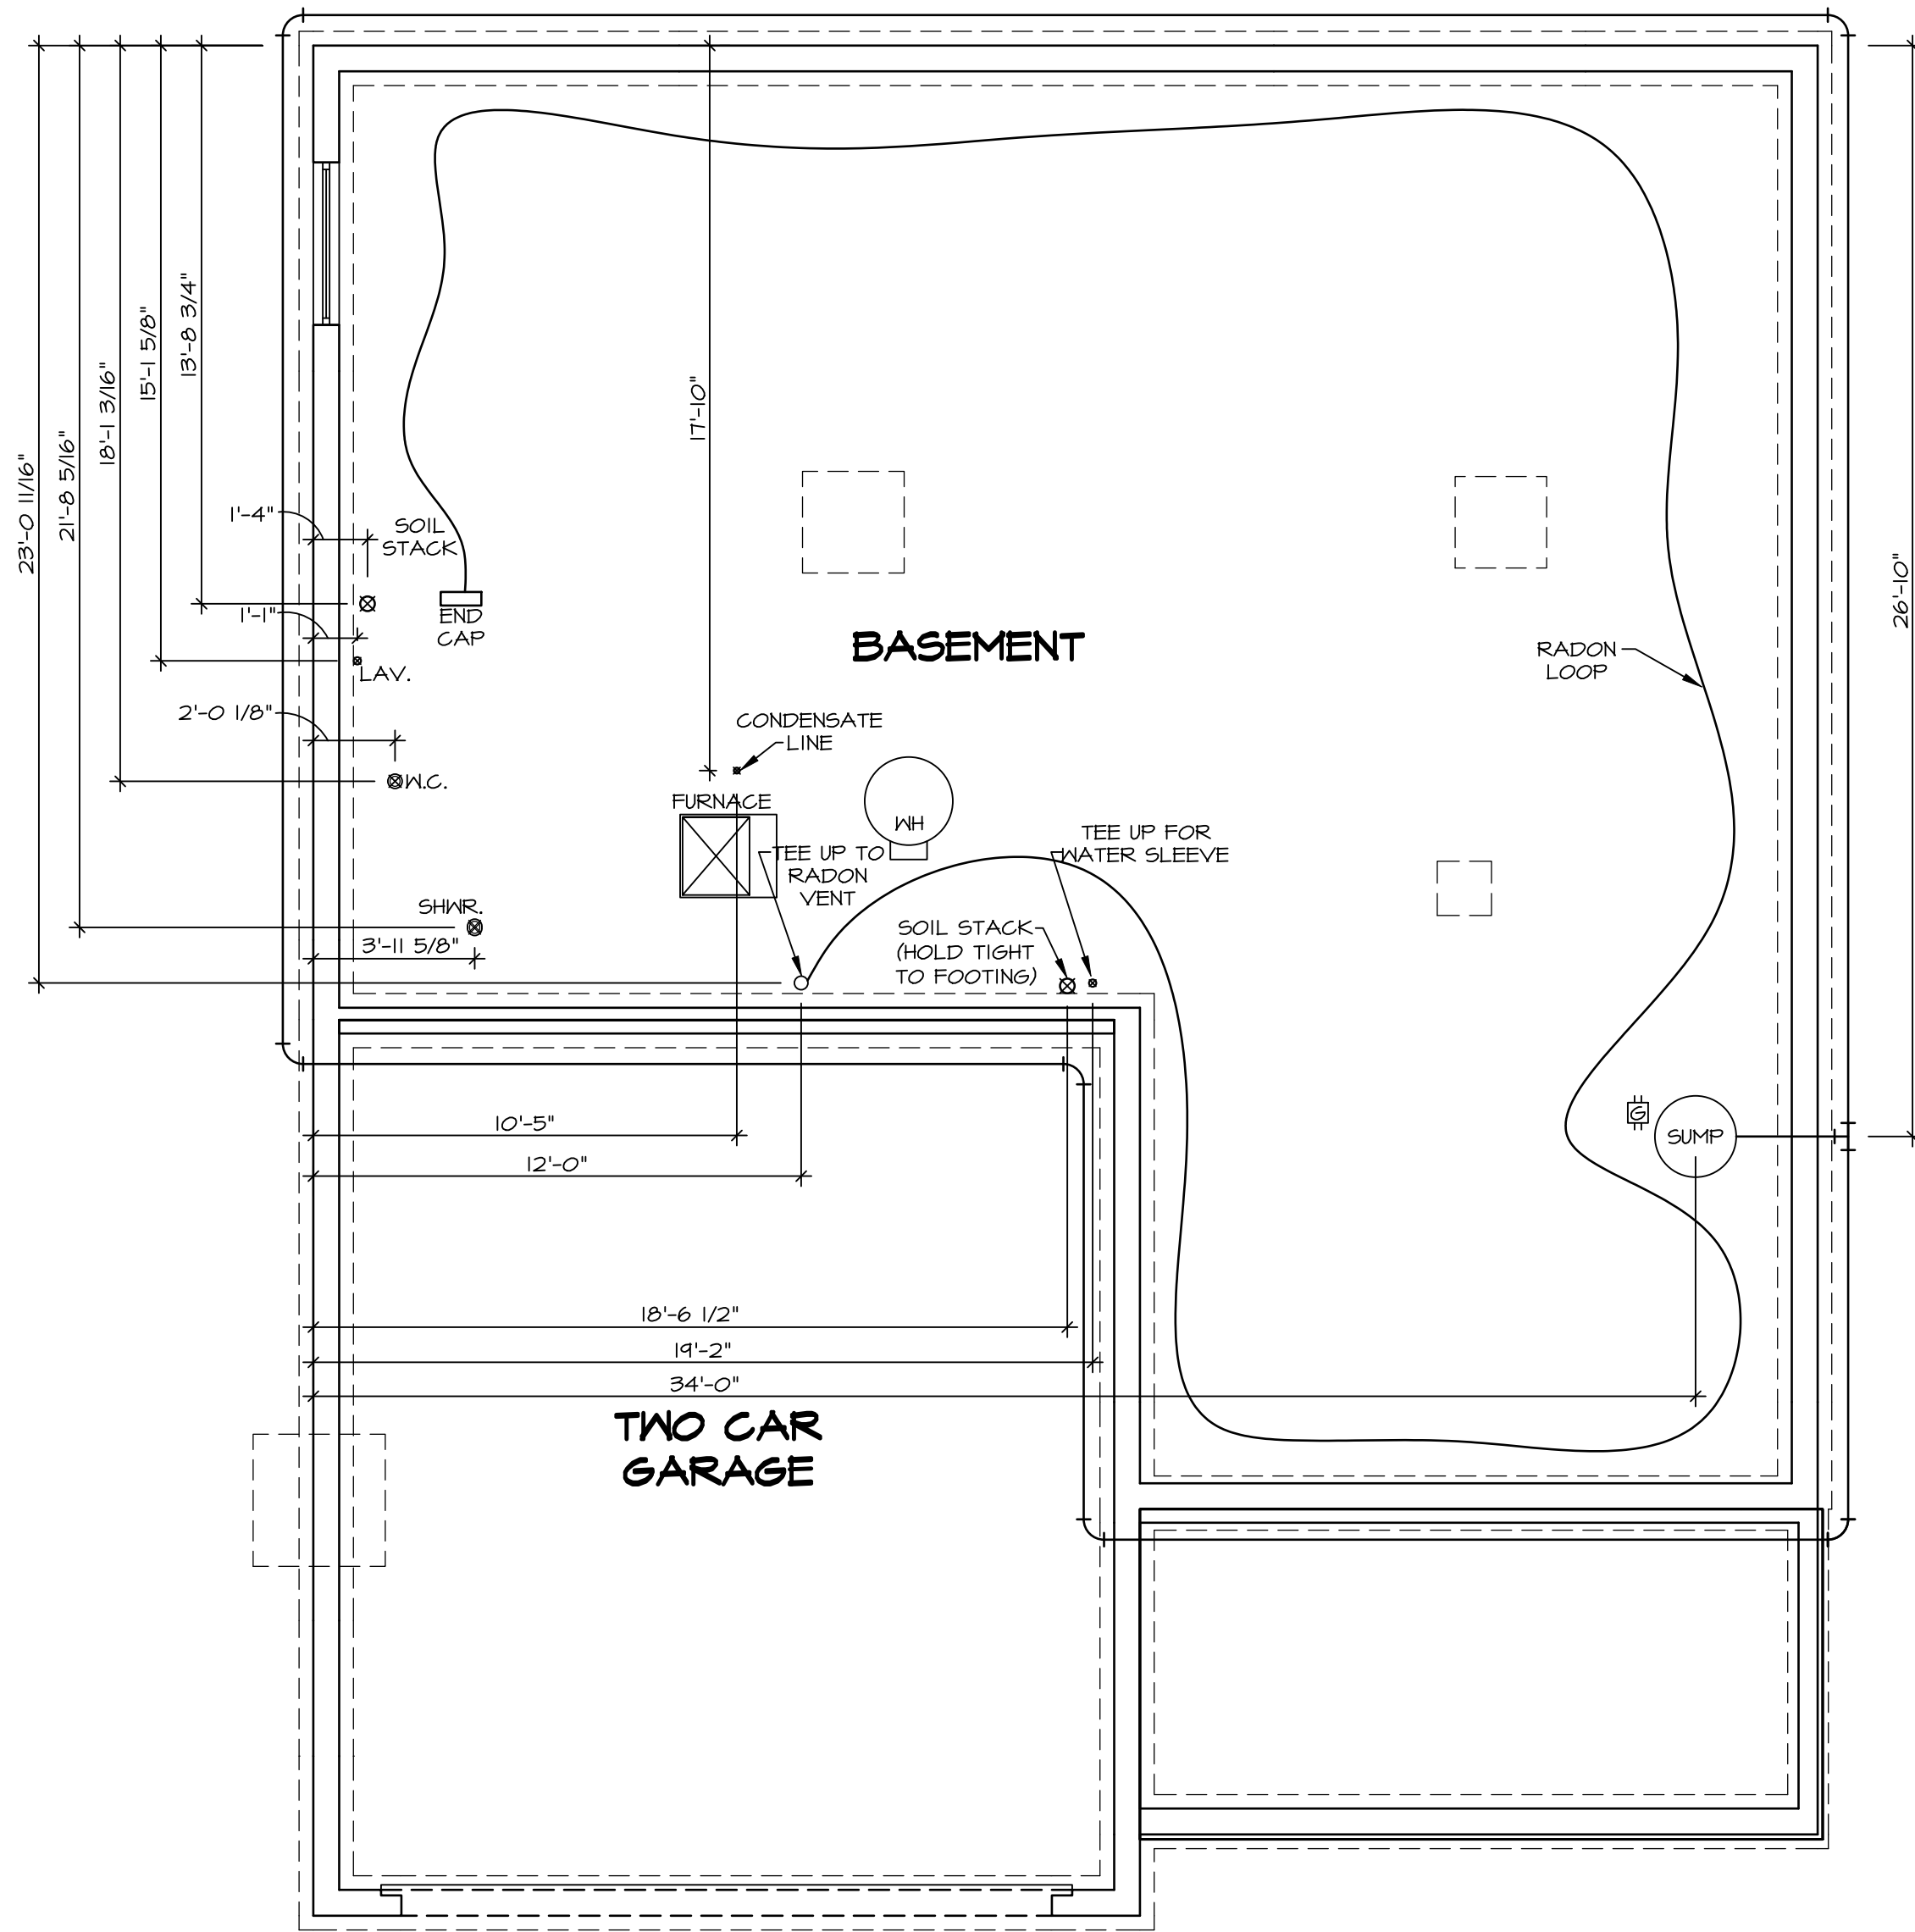 13'-8 3/4"
15'-1 5/8"
18'-1 3/16"
21'-8 5/16"
23'-0 11/16"
17'-10"
26'-10"
1'-4"
SOIL
STACK
1'-1"
END
CAP
LAV.
BASEMENT
RADON
LOOP
2'-0 1/8"
CONDENSATE
LINE
W.C.
FURNACE
WH
TEE UP TO
RADON
VENT
TEE UP FOR
WATER SLEEVE
SHWR.
3'-11 5/8"
SOIL STACK
(HOLD TIGHT
TO FOOTING)
10'-5"
12'-0"
G
SUMP
18'-6 1/2"
19'-2"
34'-0"
TWO CAR
GARAGE